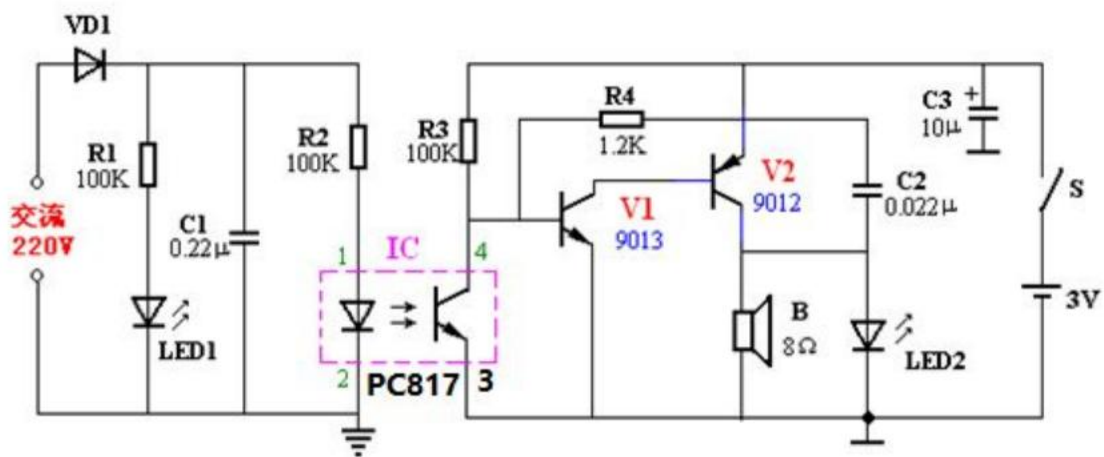 VD1
R1
100K
交流
220V
C1
0.22μ
LED1
R2
100K
1
IC
2
PC817
3
4
R3
100K
R4
1.2K
V1
9013
V2
9012
C3
+
10μ
C2
0.022μ
S
3V
B
8Ω
LED2